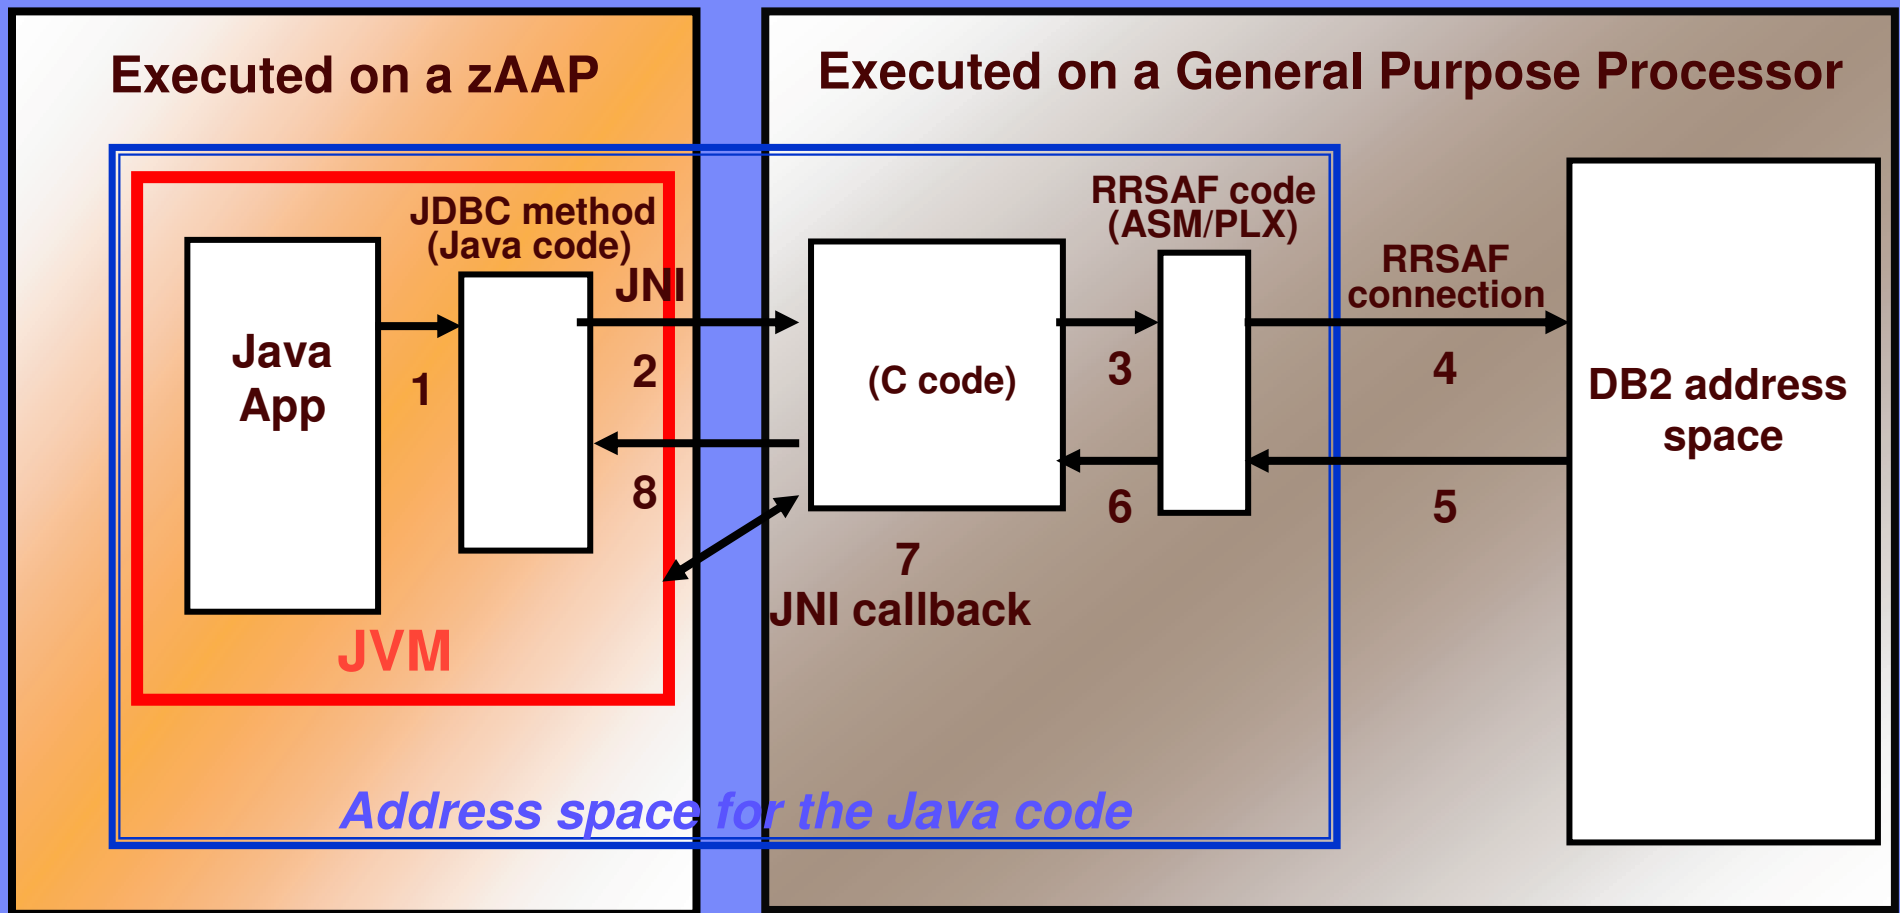 Executed on a zAAP
Executed on a General Purpose Processor
JDBC method
(Java code)
JNI
RRSAF code
(ASM/PLX)
RRSAF
connection
Java
App
1
2
(C code)
3
4
DB2 address
space
8
6
5
7
JNI callback
JVM
Address space for the Java code